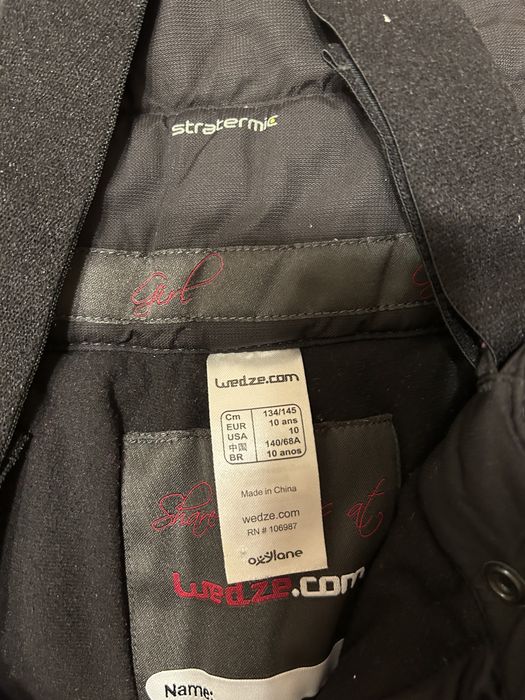 stratermic
Girl
wedze.com
Cm 134/145
EUR 10 ans
USA 10
中国 140/68A
BR 10 anos
Made in China
wedze.com
RN # 106987
oxylane
Share at
wedze.com
Name: